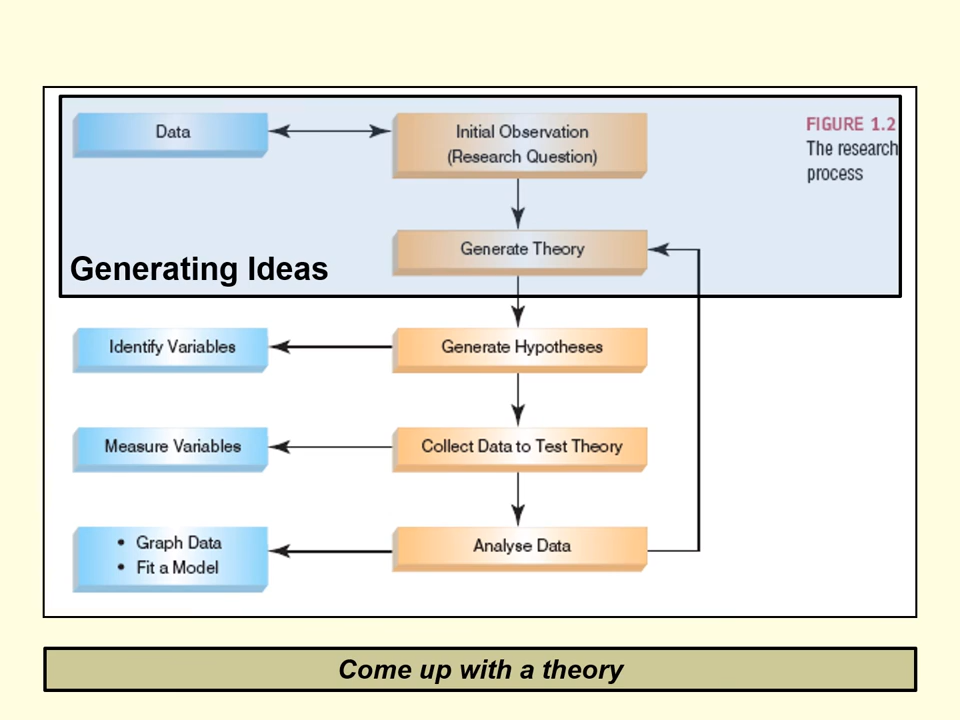 Data
Initial Observation
(Research Question)
FIGURE 1.2
The research
process
Generate Theory
Generating Ideas
Identify Variables
Generate Hypotheses
Measure Variables
Collect Data to Test Theory
• Graph Data
• Fit a Model
Analyse Data
Come up with a theory